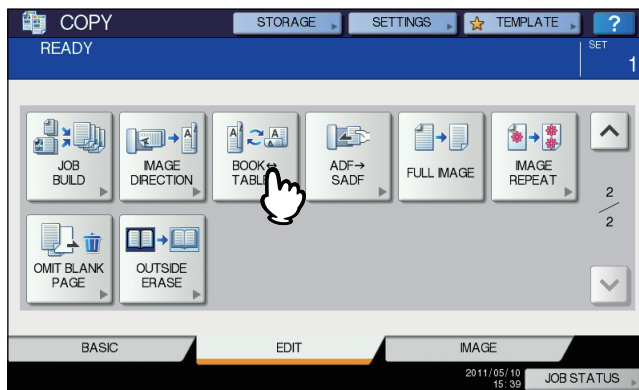 COPY
STORAGE
SETTINGS
TEMPLATE
?
READY
SET
1
JOB
BUILD
IMAGE
DIRECTION
BOOK↔
TABLE
ADF→
SADF
FULL IMAGE
IMAGE
REPEAT
2
2
OMIT BLANK
PAGE
OUTSIDE
ERASE
BASIC
EDIT
IMAGE
2011/05/10
15:39
JOB STATUS